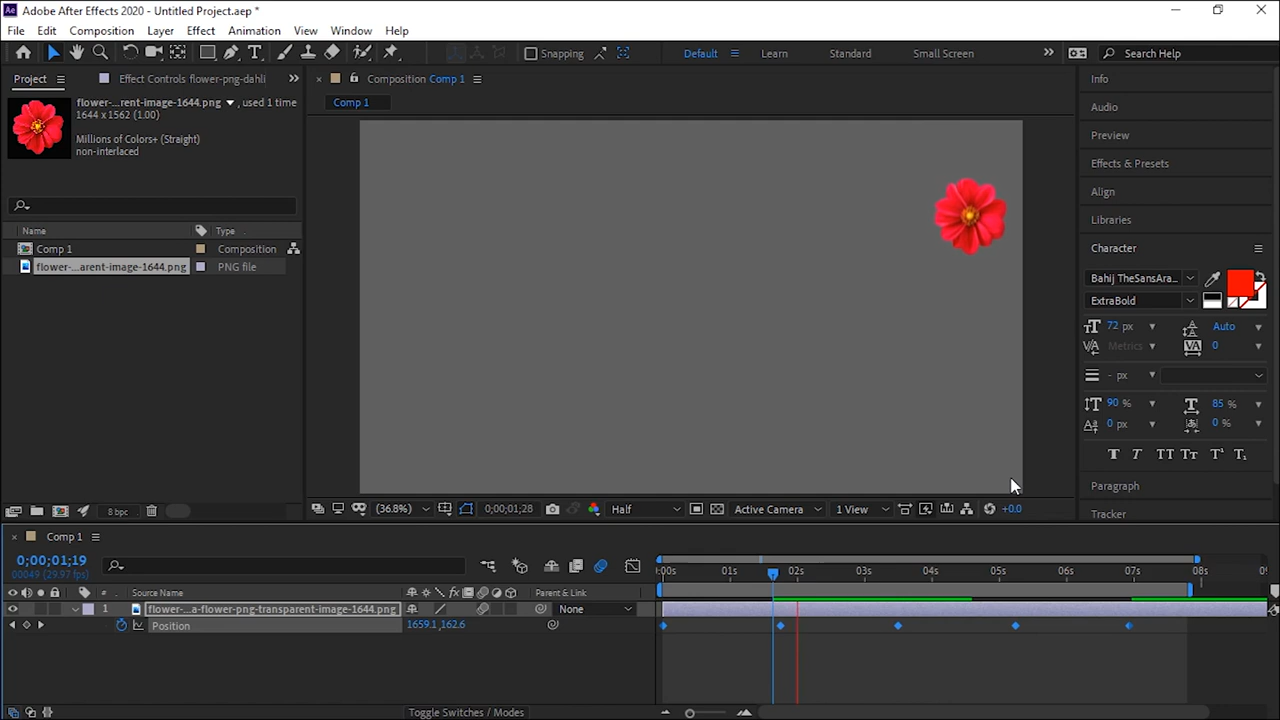 Adobe After Effects 2020 - Untitled Project.aep *
File Edit Composition Layer Effect Animation View Window Help
Snapping
Default Learn Standard Small Screen
Search Help
Project
Effect Controls flower-png-dahli
Composition Comp 1
Comp 1
flower-...rent-image-1644.png , used 1 time
1644 x 1562 (1.00)
Millions of Colors+ (Straight)
non-interlaced
Name Type
Comp 1 Composition
flower-...arent-image-1644.png PNG file
8 bpc
(36.8%) 0;00;01;28 Half Active Camera 1 View +0.0
Info
Audio
Preview
Effects & Presets
Align
Libraries
Character
Bahij TheSansAra...
ExtraBold
72 px Auto
Metrics 0
- px
90 % 85 %
0 px 0 %
Paragraph
Tracker
Comp 1
0;00;01;19
00049 (29.97 fps)
:00s 01s 02s 03s 04s 05s 06s 07s 08s
# Source Name Parent & Link
1 flower-...a-flower-png-transparent-image-1644.png None
Position 1659.1,162.6
Toggle Switches / Modes